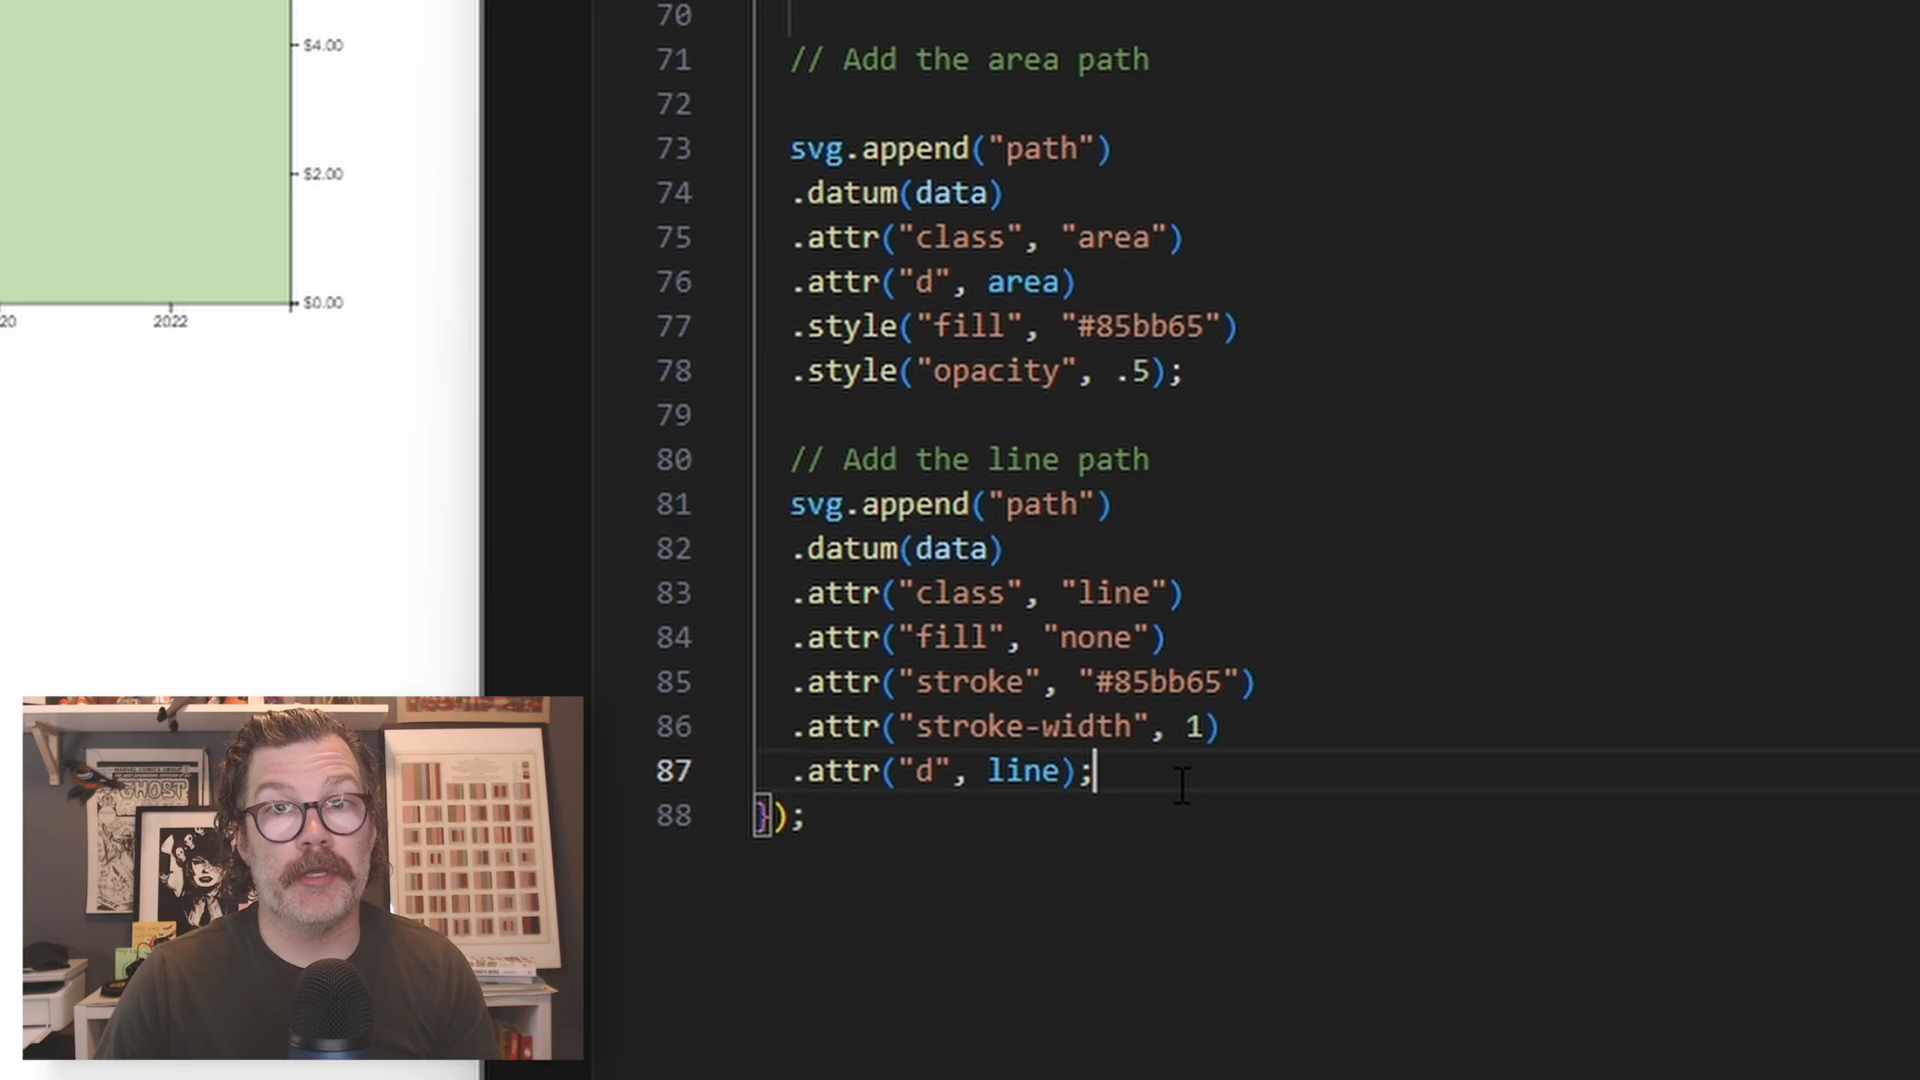 $4.00
$2.00
$0.00
20
2022
70
71 // Add the area path
72
73 svg.append("path")
74 .datum(data)
75 .attr("class", "area")
76 .attr("d", area)
77 .style("fill", "#85bb65")
78 .style("opacity", .5);
79
80 // Add the line path
81 svg.append("path")
82 .datum(data)
83 .attr("class", "line")
84 .attr("fill", "none")
85 .attr("stroke", "#85bb65")
86 .attr("stroke-width", 1)
87 .attr("d", line);
88 });